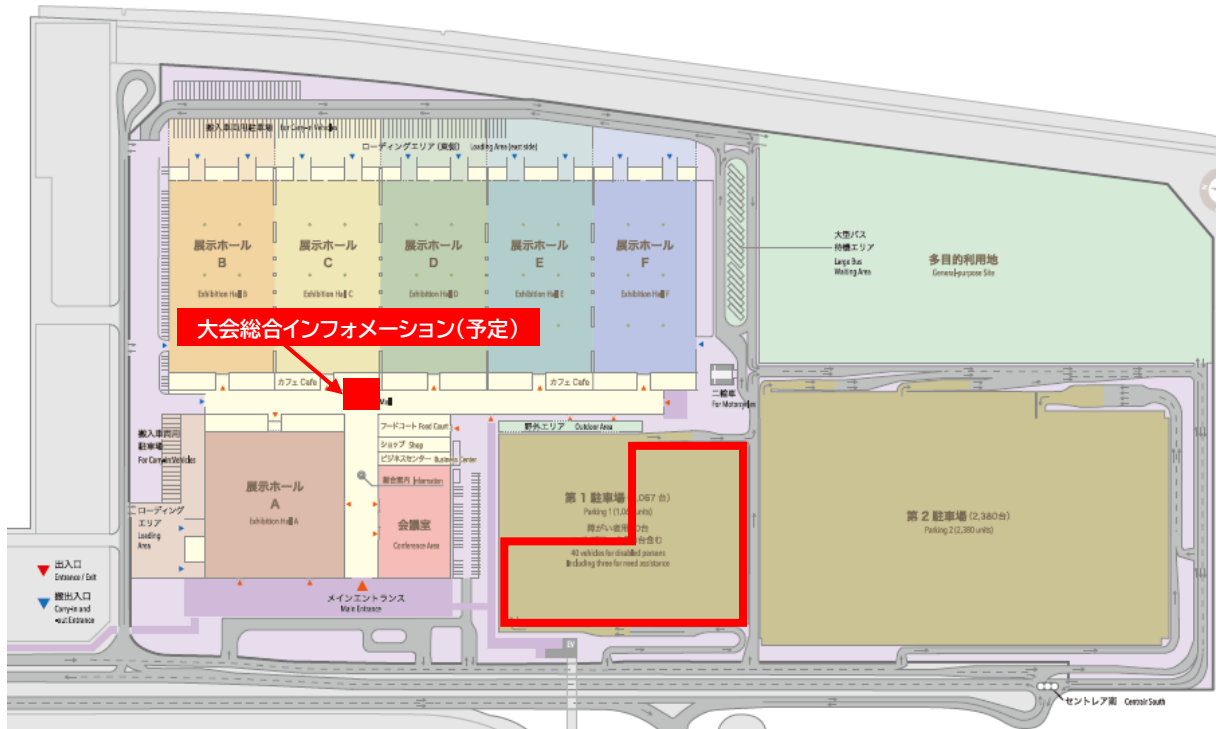 搬入車両用駐車場 For Carry-in Vehicles
ローディングエリア(東側) Loading Area (east side)
展示ホール
B
Exhibition Hall B
展示ホール
C
Exhibition Hall C
展示ホール
D
Exhibition Hall D
展示ホール
E
Exhibition Hall E
展示ホール
F
Exhibition Hall F
大型バス
待機エリア
Large Bus
Waiting Area
多目的利用地
General-purpose Site
大会総合インフォメーション(予定)
カフェ Cafe
カフェ Cafe
Mall
二輪車
For Motorcycles
搬入車両用
駐車場
For Carry-in Vehicles
フードコート Food Court
ショップ Shop
ビジネスセンター Business Center
総合案内 Information
野外エリア Outdoor Area
展示ホール
A
Exhibition Hall A
会議室
Conference Area
ローディング
エリア
Loading
Area
第1駐車場
Parking 1
障がい者用
40 vehicles for disabled persons
Including three for need assistance
第2駐車場(2,380台)
Parking 2 (2,380 units)
出入口
Entrance / Exit
搬出入口
Carry-in and
-out Entrance
メインエントランス
Main Entrance
EV
セントレア南 Centrair South